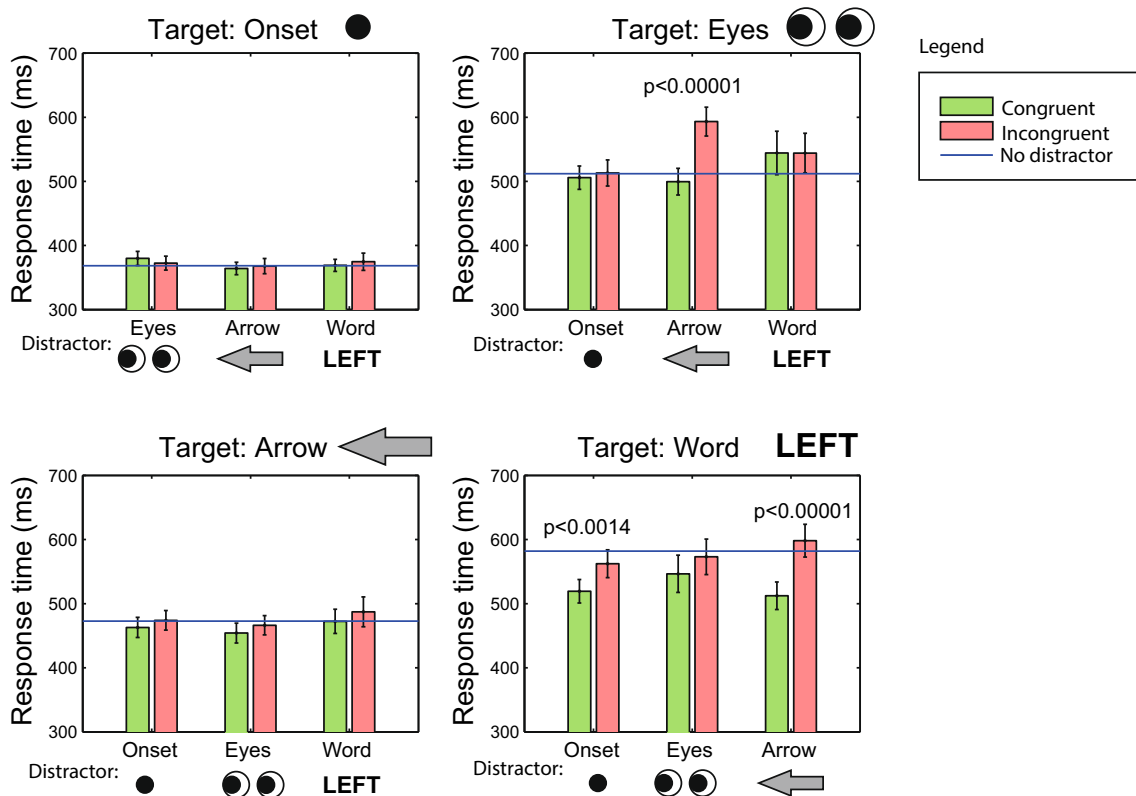 Target: Onset
Response time (ms)
700
600
500
400
300
Eyes
Arrow
Word
Distractor:
LEFT
Target: Eyes
Response time (ms)
700
600
500
400
300
p<0.00001
Onset
Arrow
Word
Distractor:
LEFT
Legend
Congruent
Incongruent
No distractor
Target: Arrow
Response time (ms)
700
600
500
400
300
Onset
Eyes
Word
Distractor:
LEFT
Target: Word LEFT
Response time (ms)
700
600
500
400
300
p<0.0014
p<0.00001
Onset
Eyes
Arrow
Distractor: